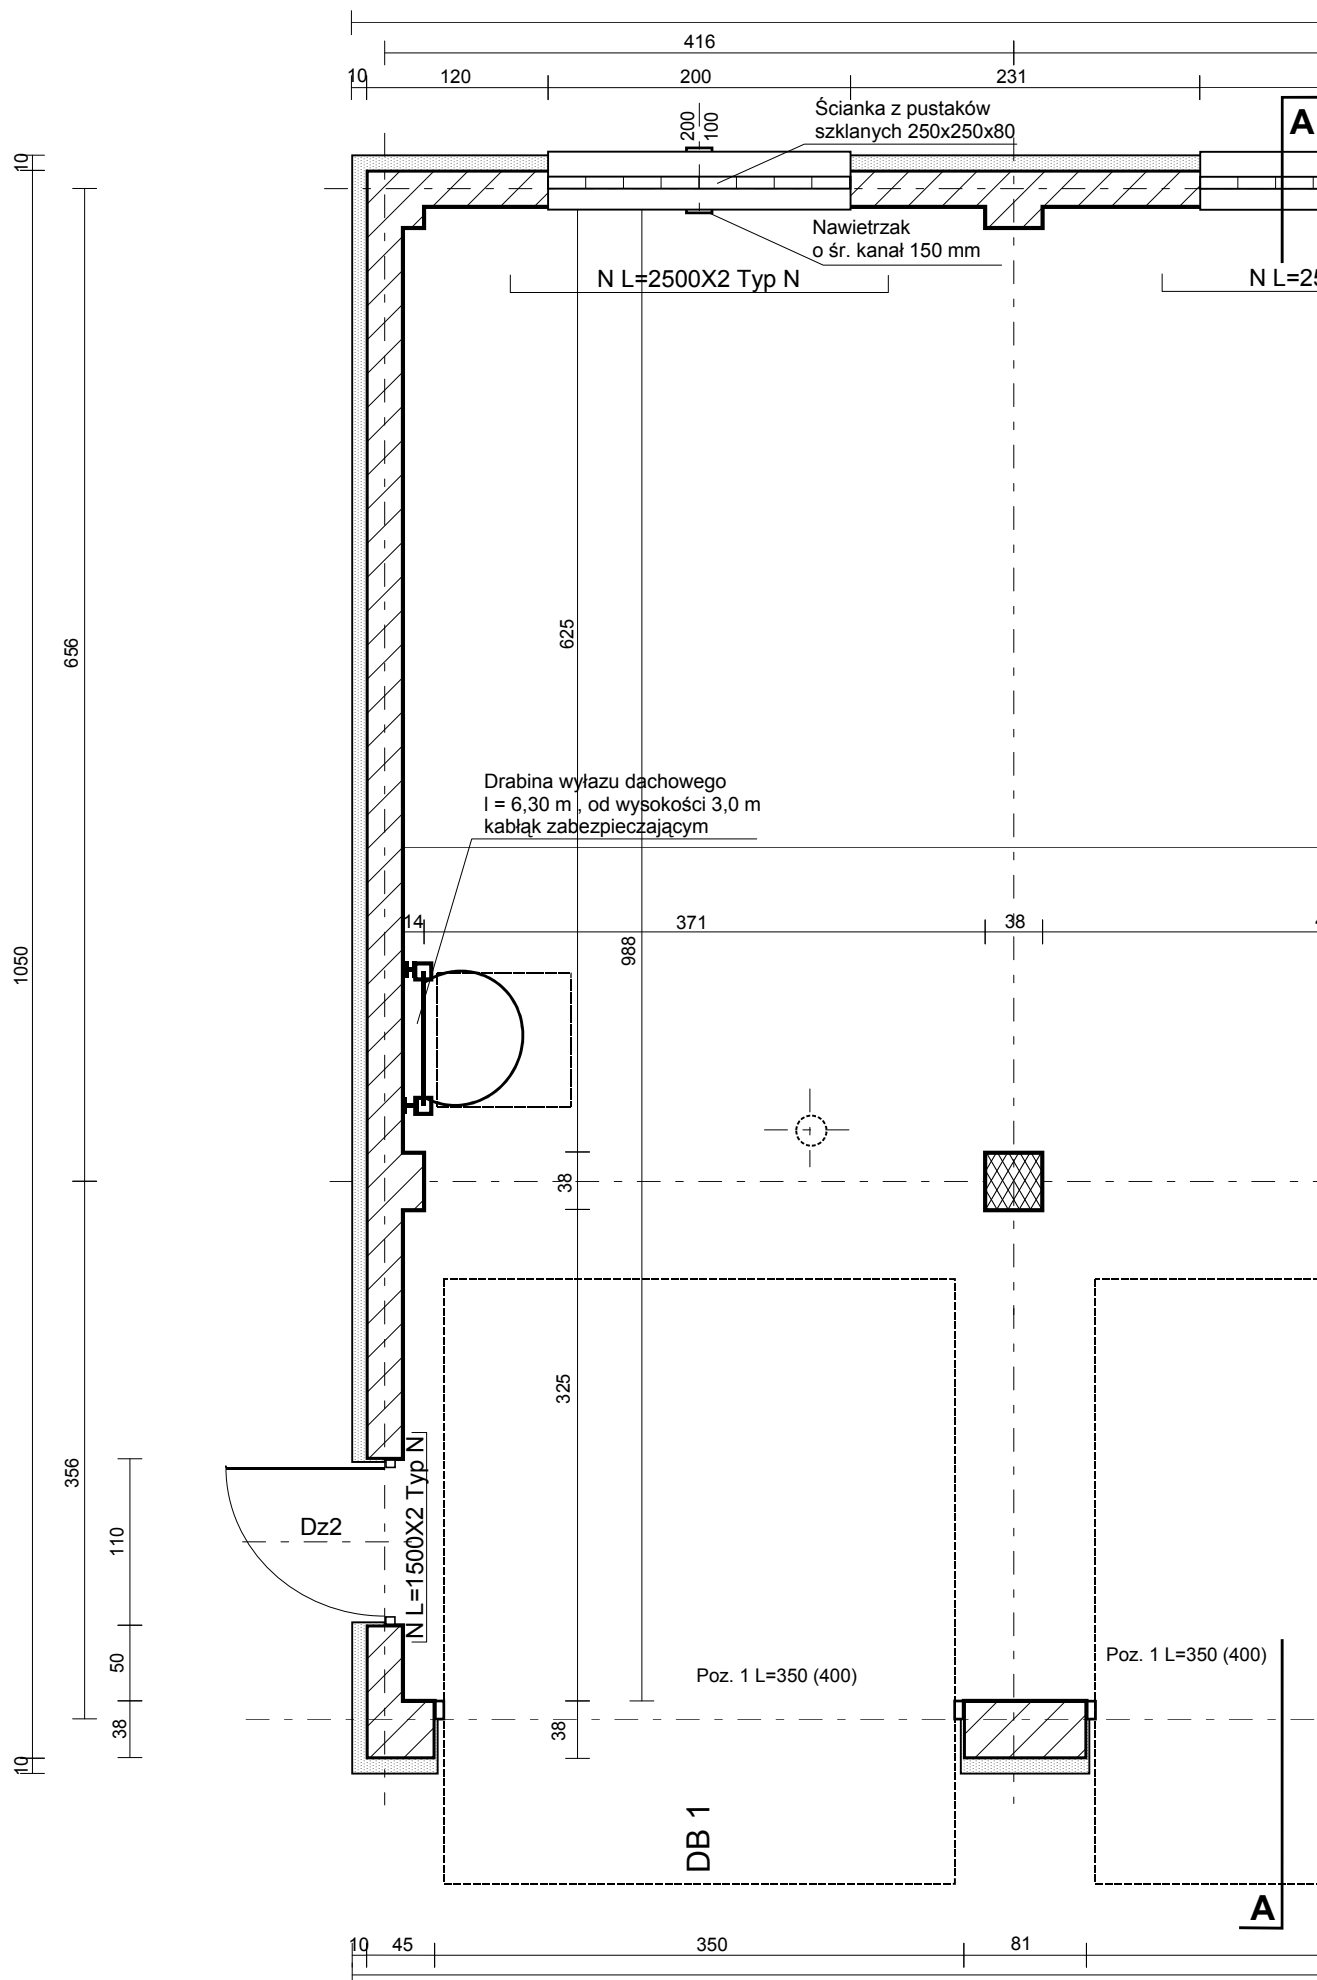 416
10
120
200
231
Ścianka z pustaków
szklanych 250x250x80
200
100
A
10
Nawietrzak
o śr. kanał 150 mm
N L=2500X2 Typ N
N L=25
625
656
Drabina wyłazu dachowego
l = 6,30 m , od wysokości 3,0 m
kabłąk zabezpieczającym
14
371
38
988
1050
38
325
356
110
Dz2
N L=1500X2 Typ N
50
Poz. 1 L=350 (400)
Poz. 1 L=350 (400)
38
38
10
DB 1
A
10
45
350
81